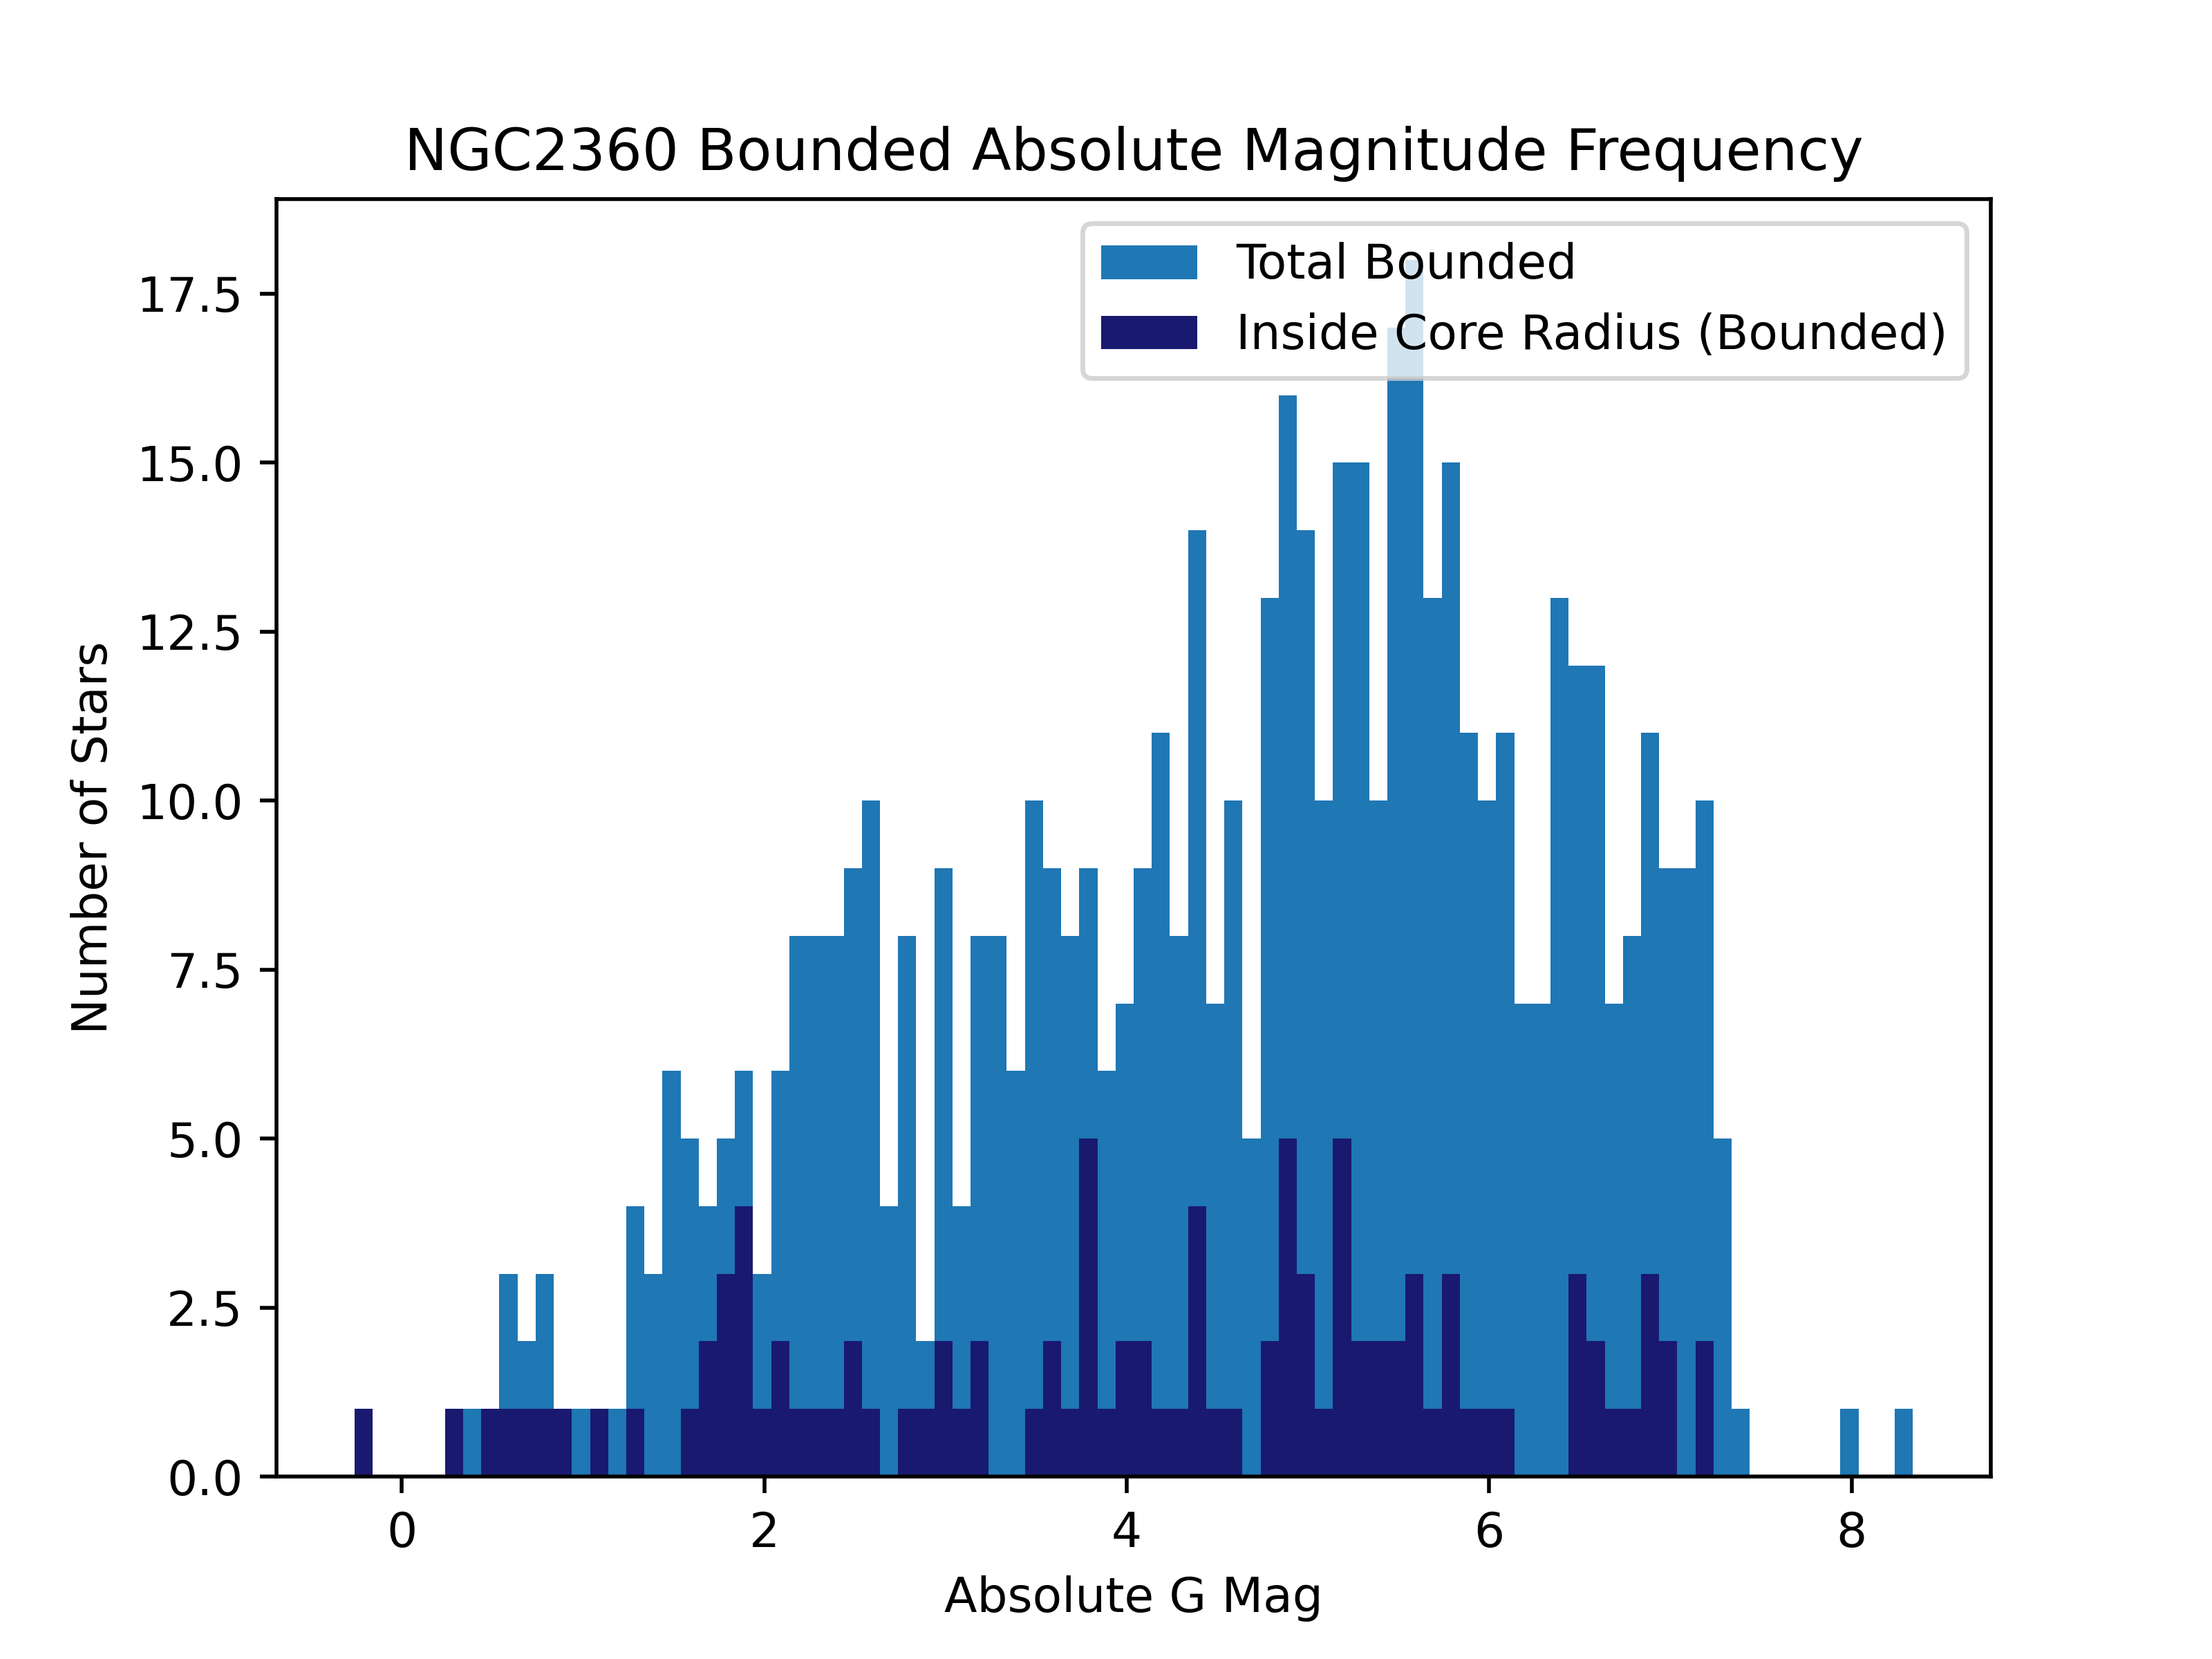 NGC2360 Bounded Absolute Magnitude Frequency
Total Bounded
Inside Core Radius (Bounded)
17.5
15.0
12.5
10.0
7.5
5.0
2.5
0.0
Number of Stars
0 2 4 6 8
Absolute G Mag